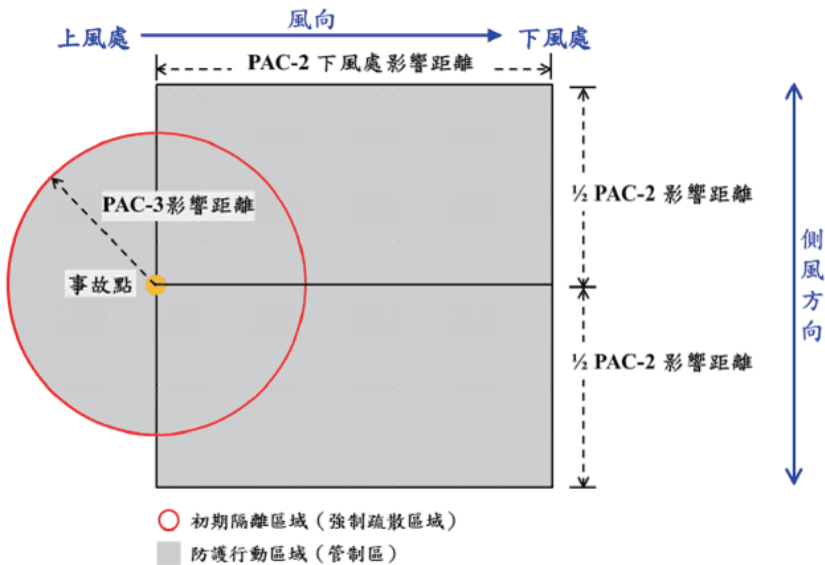 風向
上風處
下風處
PAC-2 下風處影響距離
PAC-3影響距離
½ PAC-2 影響距離
事故點
側風方向
½ PAC-2 影響距離
初期隔離區域（強制疏散區域）
防護行動區域（管制區）